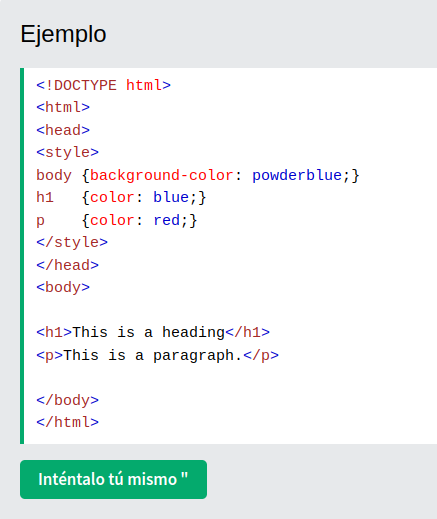 Ejemplo
<!DOCTYPE html>
<html>
<head>
<style>
body {background-color: powderblue;}
h1   {color: blue;}
p    {color: red;}
</style>
</head>
<body>
<h1>This is a heading</h1>
<p>This is a paragraph.</p>
</body>
</html>
Inténtalo tú mismo "